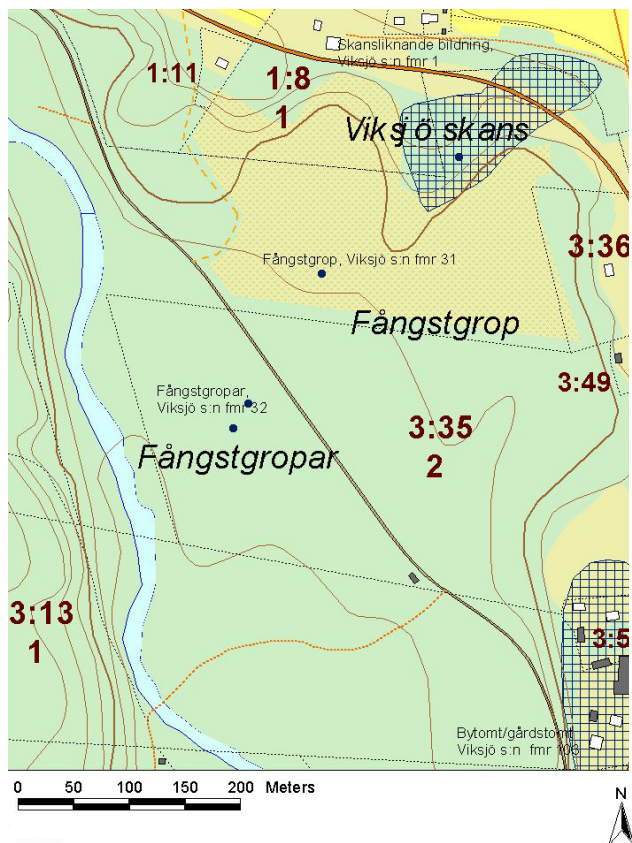 Skansliknande bildning,
Viksjö s:n fmr 1
1:11
1:8
1
Viksjö skans
3:36
Fångstgrop, Viksjö s:n fmr 31
Fångstgrop
3:49
Fångstgropar,
Viksjö s:n fmr 32
3:35
2
Fångstgropar
3:13
1
3:5
Bytomt/gårdstomt
Viksjö s:n fmr 103
0 50 100 150 200 Meters
N